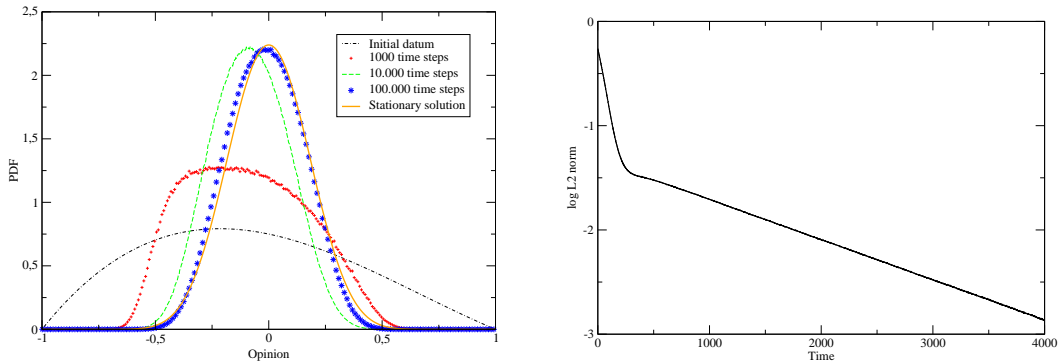 2,5
2
1,5
1
0,5
0
PDF
-1
-0,5
0
0,5
1
Opinion
Initial datum
1000 time steps
10.000 time steps
100.000 time steps
Stationary solution
0
-1
-2
-3
log L2 norm
0
1000
2000
3000
4000
Time